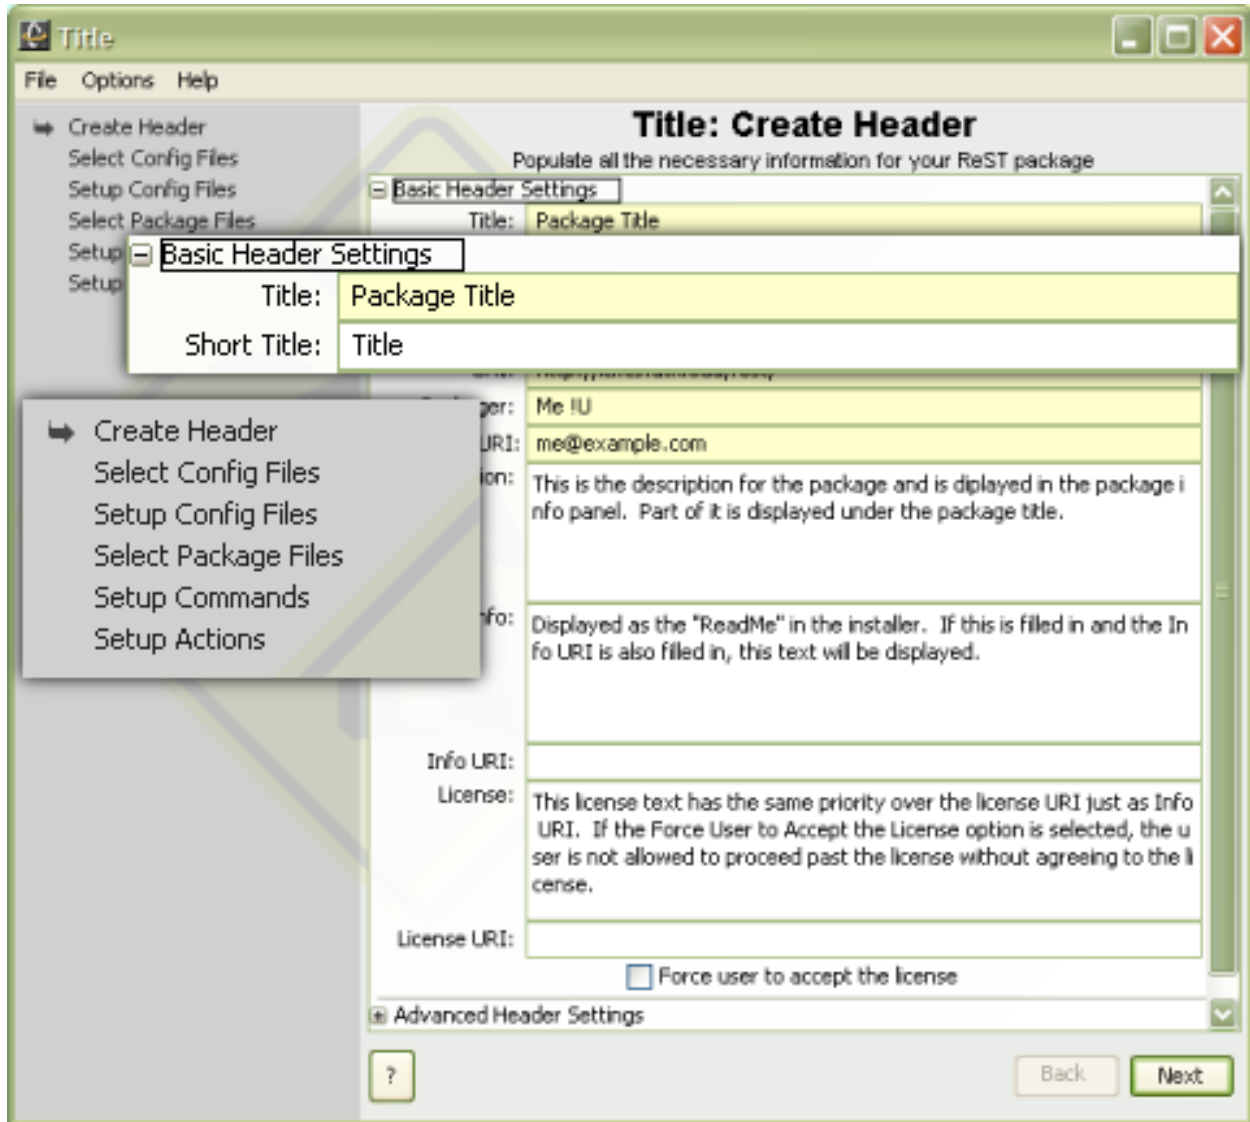 Title
File Options Help
Create Header
Select Config Files
Setup Config Files
Select Package Files
Setup
Setup
Title: Create Header
Populate all the necessary information for your ReST package
Basic Header Settings
Title: Package Title
Basic Header Settings
Title: Package Title
Short Title: Title
Create Header
Select Config Files
Setup Config Files
Select Package Files
Setup Commands
Setup Actions
ger: Me !U
URI: me@example.com
ion: This is the description for the package and is diplayed in the package i
nfo panel. Part of it is displayed under the package title.
nfo: Displayed as the "ReadMe" in the installer. If this is filled in and the In
fo URI is also filled in, this text will be displayed.
Info URI:
License: This license text has the same priority over the license URI just as Info
URI. If the Force User to Accept the License option is selected, the u
ser is not allowed to proceed past the license without agreeing to the li
cense.
License URI:
Force user to accept the license
Advanced Header Settings
?
Back Next